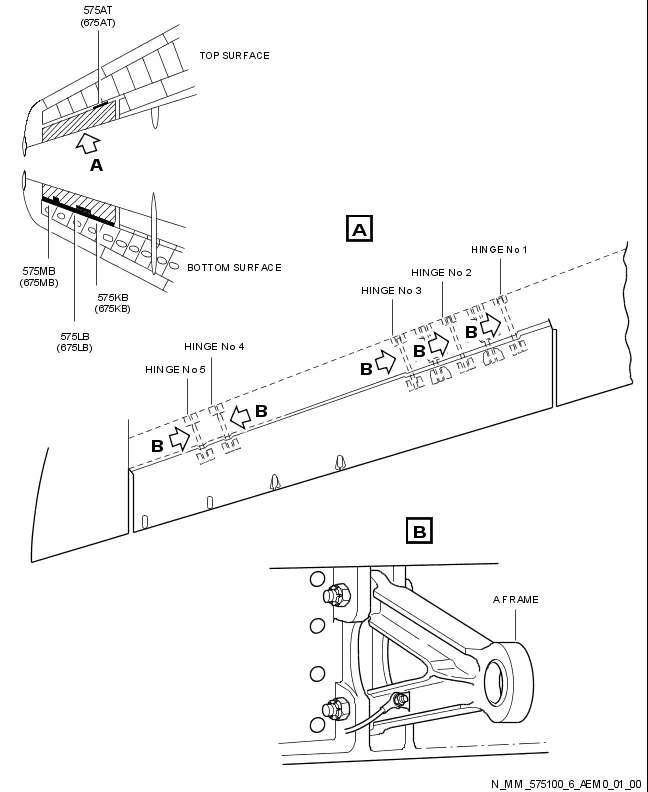 575AT
(675AT)
TOP SURFACE
A
575MB
(675MB)
575KB
(675KB)
575LB
(675LB)
BOTTOM SURFACE
A
HINGE No 1
HINGE No 2
HINGE No 3
HINGE No 4
HINGE No 5
B
B
B
B
B
B
A FRAME
N_MM_575100_6_AEM0_01_00